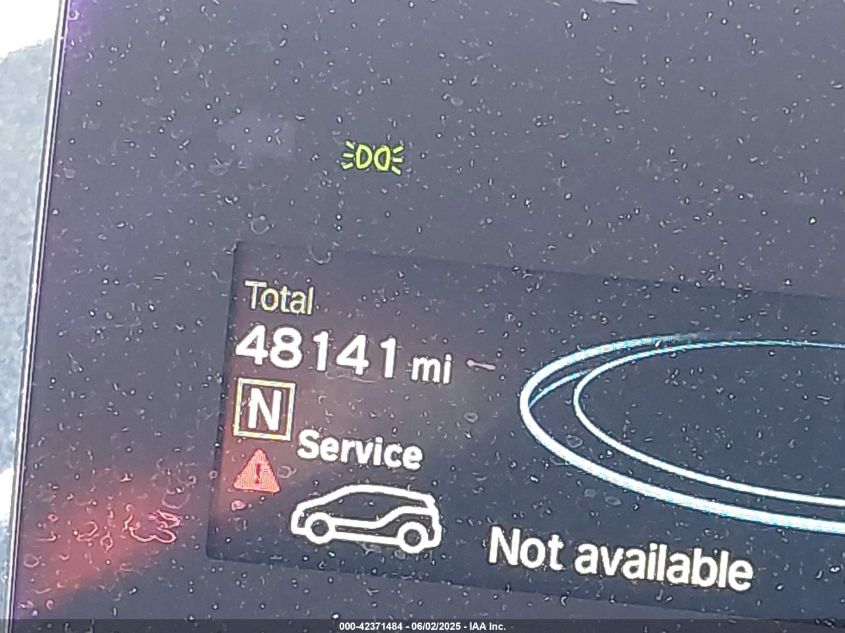 Total
48141 mi
N
Service
Not available
000-42371484 - 06/02/2025 - IAA Inc.